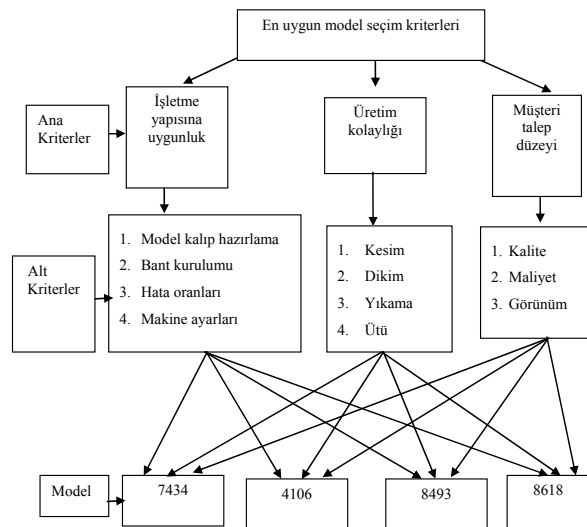 En uygun model seçim kriterleri
Ana
Kriterler
İşletme
yapısına
uygunluk
Üretim
kolaylığı
Müşteri
talep
düzeyi
Alt
Kriterler
1. Model kalıp hazırlama
2. Bant kurulumu
3. Hata oranları
4. Makine ayarları
1. Kesim
2. Dikim
3. Yıkama
4. Ütü
1. Kalite
2. Maliyet
3. Görünüm
Model
7434
4106
8493
8618